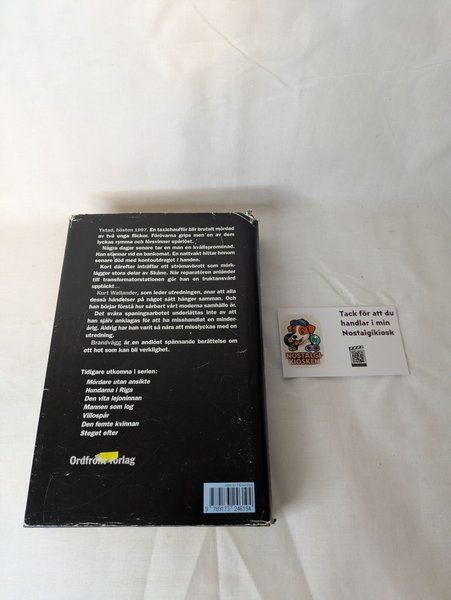 Ystad, hösten 1997. En taxichaufför blir brutalt mördad
av två unga flickor. Förövarna grips men en av dem
lyckas rymma och försvinner spårlöst.
Några dagar senare tar en man en kvällspromenad.
Han stannar vid en bankomat. En nattvakt hittar honom
senare död med kontoutdraget i handen.
Kort därefter inträffar ett strömavbrott som mörk-
lägger stora delar av Skåne. När reparatören anländer
till transformatorstationen gör han en fruktansvärd
upptäckt...
Kurt Wallander, som leder utredningen, anar att alla
dessa händelser på något sätt hänger samman. Och
han börjar förstå hur sårbart vårt moderna samhälle är.
Det svåra spaningsarbetet underlättas inte av att
han själv anklagas för att ha misshandlat en minder-
årig. Aldrig har han varit så nära att misslyckas med en
utredning.
Brandvägg är en andlöst spännande berättelse om
ett hot som kan bli verklighet.
Tidigare utkomna i serien:
Mördare utan ansikte
Hundarna i Riga
Den vita lejoninnan
Mannen som log
Villospår
Den femte kvinnan
Steget efter
Ordfront förlag
9 789173 246194
Tack för att du
handlar i min
Nostalgikiosk
NOSTALGI
KIOSKEN